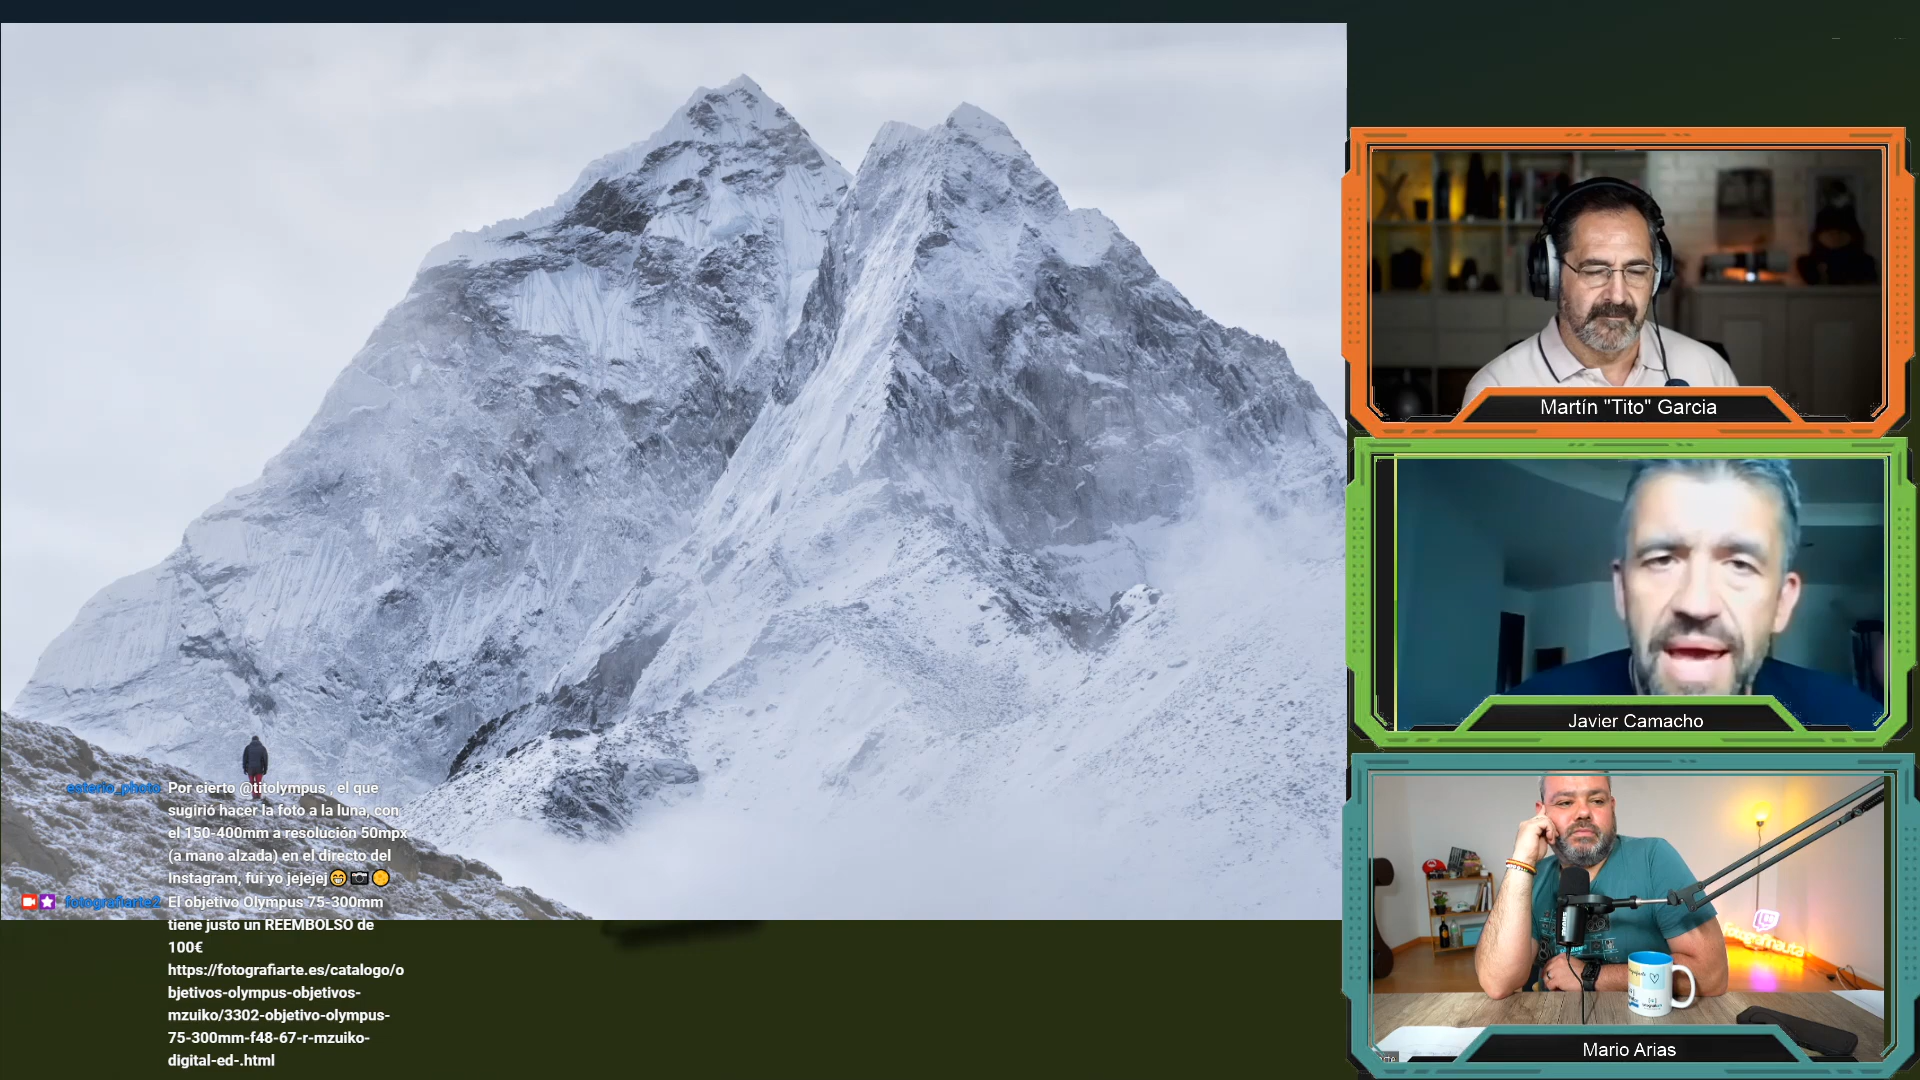 Martín "Tito" Garcia
Javier Camacho
esterio_photo Por cierto @titolympus , el que
sugirió hacer la foto a la luna, con
el 150-400mm a resolución 50mpx
(a mano alzada) en el directo del
Instagram, fui yo jejejej😁📷🌕
fotografiarte2 El objetivo Olympus 75-300mm
tiene justo un REEMBOLSO de
100€
https://fotografiarte.es/catalogo/o
bjetivos-olympus-objetivos-
mzuiko/3302-objetivo-olympus-
75-300mm-f48-67-r-mzuiko-
digital-ed-.html
fotografinauta
Mario Arias